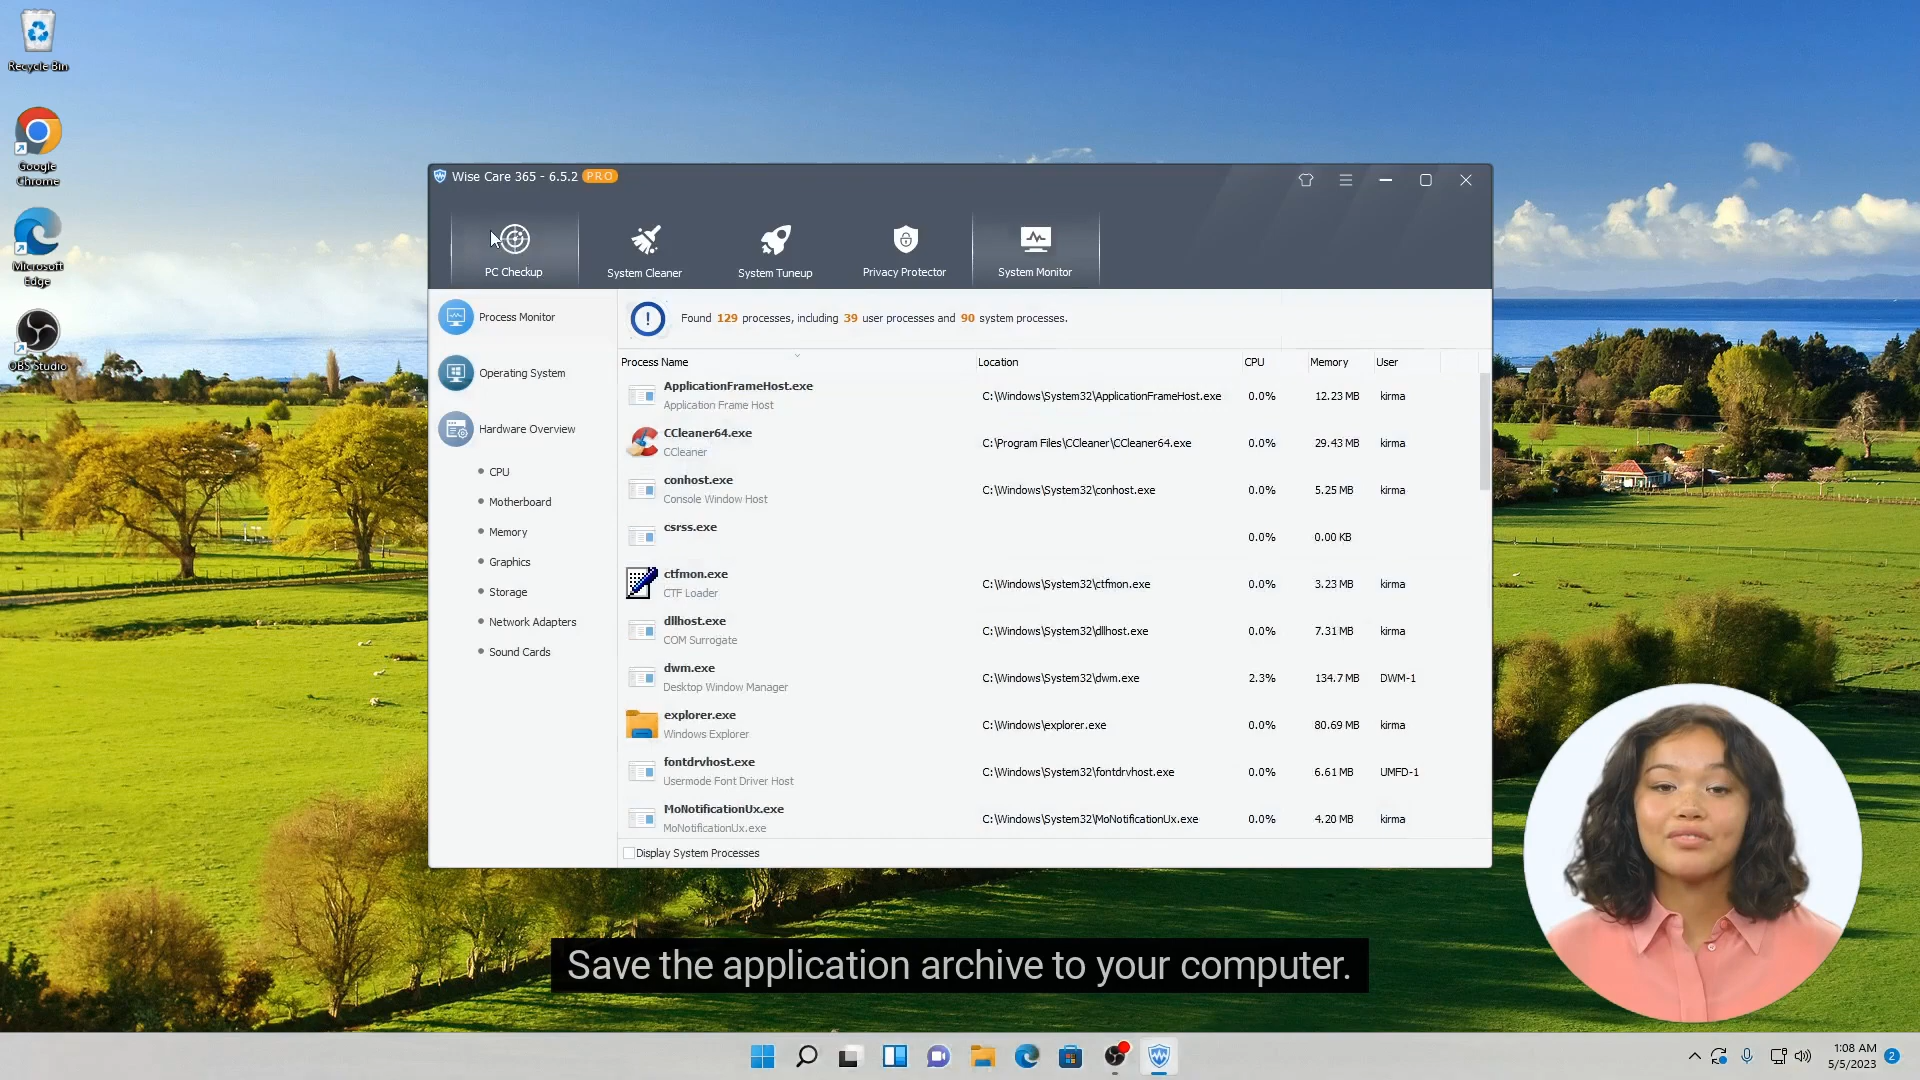 Recycle Bin
Google
Chrome
Microsoft
Edge
OBS Studio
Wise Care 365 - 6.5.2 PRO
PC Checkup
System Cleaner
System Tuneup
Privacy Protector
System Monitor
Process Monitor
Operating System
Hardware Overview
CPU
Motherboard
Memory
Graphics
Storage
Network Adapters
Sound Cards
Found 129 processes, including 39 user processes and 90 system processes.
Process Name Location CPU Memory User
ApplicationFrameHost.exe
Application Frame Host
C:\Windows\System32\ApplicationFrameHost.exe 0.0% 12.23 MB kirma
CCleaner64.exe
CCleaner
C:\Program Files\CCleaner\CCleaner64.exe 0.0% 29.43 MB kirma
conhost.exe
Console Window Host
C:\Windows\System32\conhost.exe 0.0% 5.25 MB kirma
csrss.exe
0.0% 0.00 KB
ctfmon.exe
CTF Loader
C:\Windows\System32\ctfmon.exe 0.0% 3.23 MB kirma
dllhost.exe
COM Surrogate
C:\Windows\System32\dllhost.exe 0.0% 7.31 MB kirma
dwm.exe
Desktop Window Manager
C:\Windows\System32\dwm.exe 2.3% 134.7 MB DWM-1
explorer.exe
Windows Explorer
C:\Windows\explorer.exe 0.0% 80.69 MB kirma
fontdrvhost.exe
Usermode Font Driver Host
C:\Windows\System32\fontdrvhost.exe 0.0% 6.61 MB UMFD-1
MoNotificationUx.exe
MoNotificationUx.exe
C:\Windows\System32\MoNotificationUx.exe 0.0% 4.20 MB kirma
Display System Processes
Save the application archive to your computer.
1:08 AM
5/5/2023
2